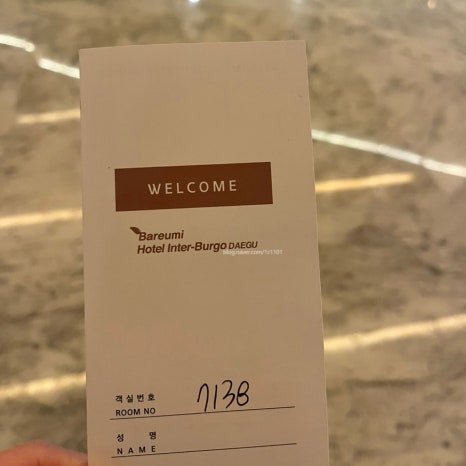 WELCOME
Bareumi
Hotel Inter-Burgo DAEGU
객실번호 7138
ROOM NO
성 명
NAME